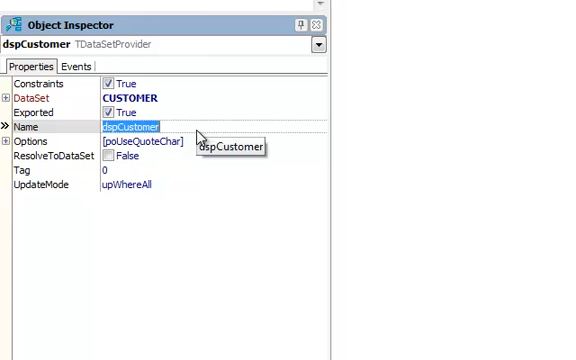 Object Inspector
dspCustomer TDataSetProvider
Properties Events
Constraints True
DataSet CUSTOMER
Exported True
Name dspCustomer
dspCustomer
Options [poUseQuoteChar]
ResolveToDataSet False
Tag 0
UpdateMode upWhereAll